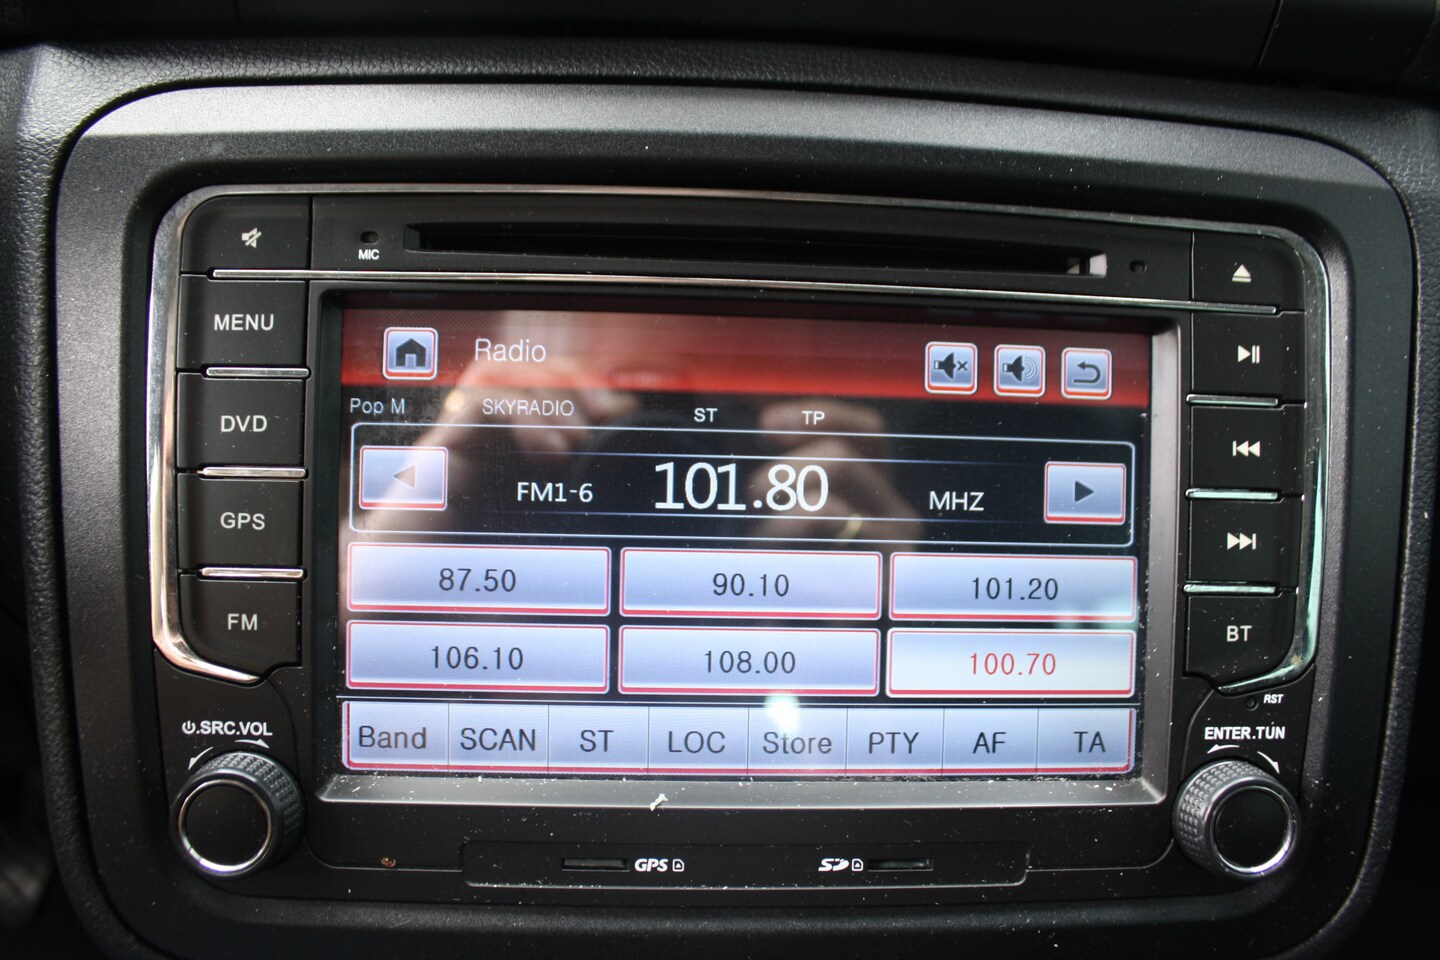 MIC
MENU
DVD
GPS
FM
Radio
Pop M SKYRADIO ST TP
FM1-6 101.80 MHZ
87.50 90.10 101.20
106.10 108.00 100.70
Band SCAN ST LOC Store PTY AF TA
BT
RST
SRC.VOL
ENTER.TUN
GPS
SD